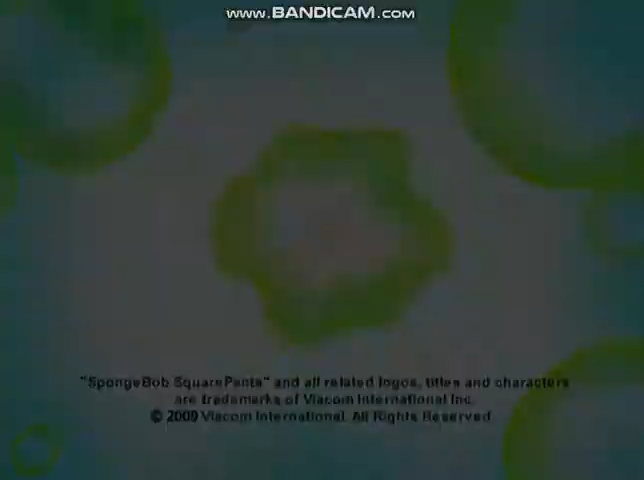 www.BANDICAM.com
"SpongeBob SquarePants" and all related logos, titles and characters
are trademarks of Viacom International Inc.
© 2009 Viacom International. All Rights Reserved